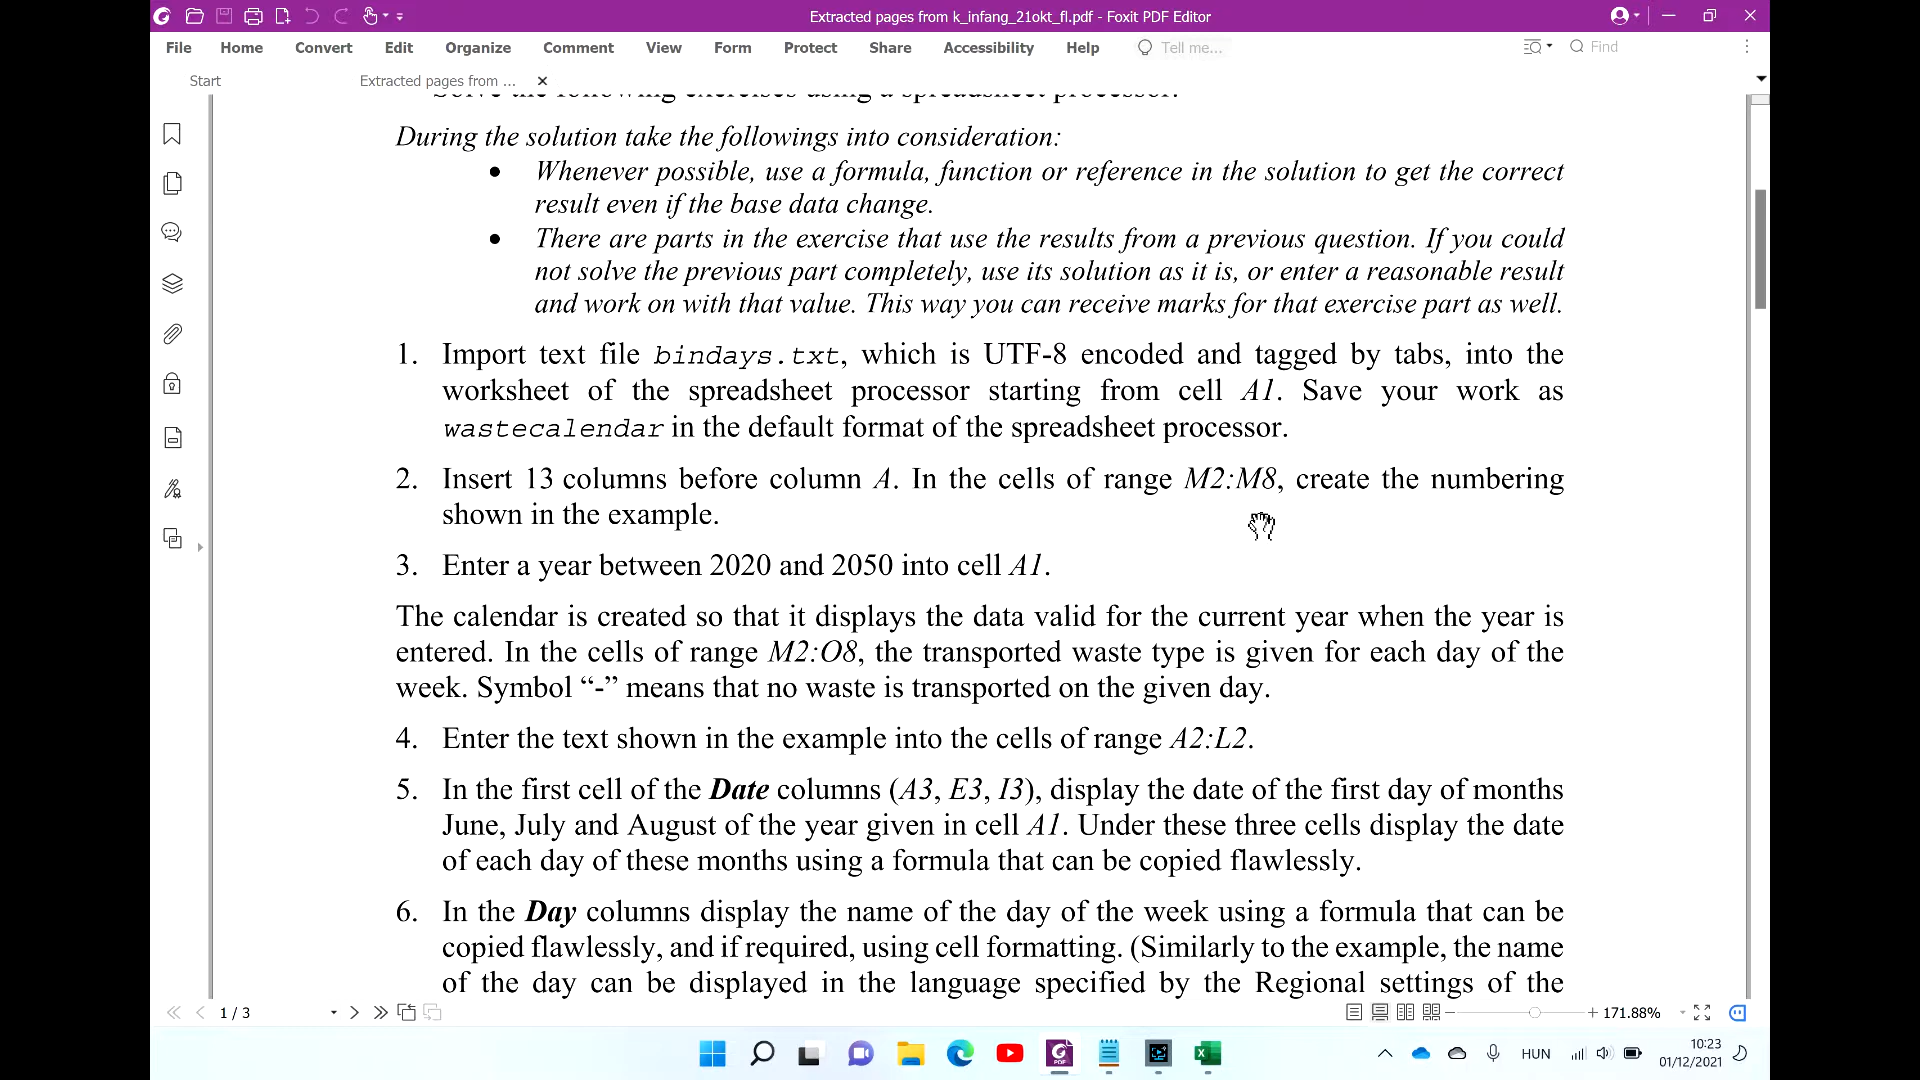 Extracted pages from k_infang_21okt_fl.pdf - Foxit PDF Editor
File Home Convert Edit Organize Comment View Form Protect Share Accessibility Help Tell me... Find
Start Extracted pages from ...
Solve the following exercises using a spreadsheet processor.
During the solution take the followings into consideration:
• Whenever possible, use a formula, function or reference in the solution to get the correct
result even if the base data change.
• There are parts in the exercise that use the results from a previous question. If you could
not solve the previous part completely, use its solution as it is, or enter a reasonable result
and work on with that value. This way you can receive marks for that exercise part as well.
1. Import text file bindays.txt, which is UTF-8 encoded and tagged by tabs, into the
worksheet of the spreadsheet processor starting from cell A1. Save your work as
wastecalendar in the default format of the spreadsheet processor.
2. Insert 13 columns before column A. In the cells of range M2:M8, create the numbering
shown in the example.
3. Enter a year between 2020 and 2050 into cell A1.
The calendar is created so that it displays the data valid for the current year when the year is
entered. In the cells of range M2:O8, the transported waste type is given for each day of the
week. Symbol “-” means that no waste is transported on the given day.
4. Enter the text shown in the example into the cells of range A2:L2.
5. In the first cell of the Date columns (A3, E3, I3), display the date of the first day of months
June, July and August of the year given in cell A1. Under these three cells display the date
of each day of these months using a formula that can be copied flawlessly.
6. In the Day columns display the name of the day of the week using a formula that can be
copied flawlessly, and if required, using cell formatting. (Similarly to the example, the name
of the day can be displayed in the language specified by the Regional settings of the
1 / 3 171.88%
HUN 10:23
01/12/2021